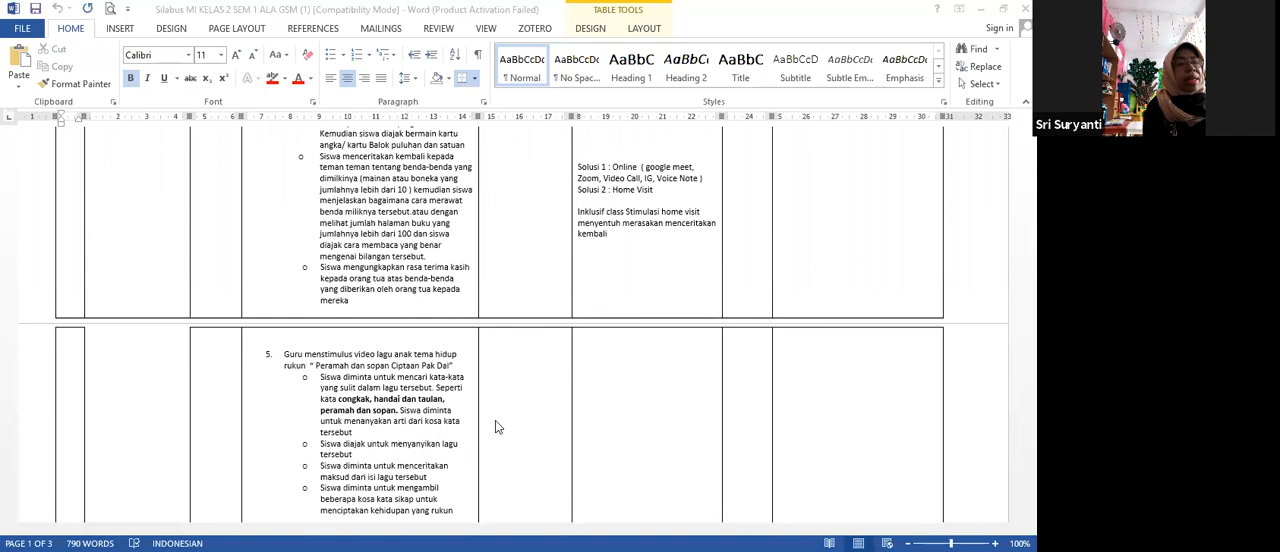 Silabus MI KELAS 2 SEM 1 ALA GSM (1) [Compatibility Mode] - Word (Product Activation Failed)
TABLE TOOLS
FILE HOME INSERT DESIGN PAGE LAYOUT REFERENCES MAILINGS REVIEW VIEW ZOTERO DESIGN LAYOUT Sign in
Paste
Cut
Copy
Format Painter
Clipboard
Calibri 11
Font
Paragraph
AaBbCcDc AaBbCcDc AaBbC AaBbC AaBbC AaBbCcD AaBbCcDc AaBbCcDc
¶ Normal ¶ No Spac... Heading 1 Heading 2 Title Subtitle Subtle Em... Emphasis
Styles
Find
Replace
Select
Editing
Sri Suryanti
Kemudian siswa diajak bermain kartu
angka/ kartu Balok puluhan dan satuan
o Siswa menceritakan kembali kepada
teman teman tentang benda-benda yang
dimilikinya (mainan atau boneka yang
jumlahnya lebih dari 10 ) kemudian siswa
menjelaskan bagaimana cara merawat
benda miliknya tersebut.atau dengan
melihat jumlah halaman buku yang
jumlahnya lebih dari 100 dan siswa
diajak cara membaca yang benar
mengenai bilangan tersebut.
o Siswa mengungkapkan rasa terima kasih
kepada orang tua atas benda-benda
yang diberikan oleh orang tua kepada
mereka
Solusi 1 : Online ( google meet,
Zoom, Video Call, IG, Voice Note )
Solusi 2 : Home Visit
Inklusif class Stimulasi home visit
menyentuh merasakan menceritakan
kembali
5. Guru menstimulus video lagu anak tema hidup
rukun “ Peramah dan sopan Ciptaan Pak Dal”
o Siswa diminta untuk mencari kata-kata
yang sulit dalam lagu tersebut. Seperti
kata congkak, handai dan taulan,
peramah dan sopan. Siswa diminta
untuk menanyakan arti dari kosa kata
tersebut
o Siswa diajak untuk menyanyikan lagu
tersebut
o Siswa diminta untuk menceritakan
maksud dari isi lagu tersebut
o Siswa diminta untuk mengambil
beberapa kosa kata sikap untuk
menciptakan kehidupan yang rukun
PAGE 1 OF 3 790 WORDS INDONESIAN 100%